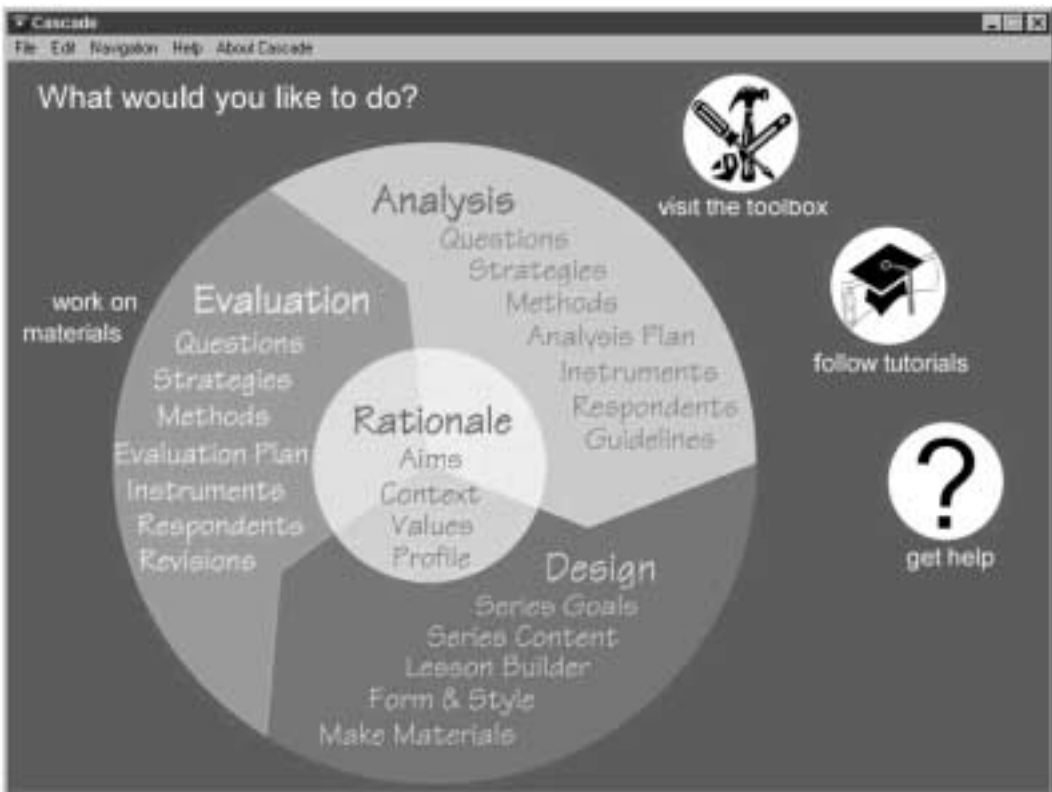 Cascade
File Edit Navigation Help About Cascade
What would you like to do?
visit the toolbox
follow tutorials
?
get help
work on
materials
Analysis
Questions
Strategies
Methods
Analysis Plan
Instruments
Respondents
Guidelines
Evaluation
Questions
Strategies
Methods
Evaluation Plan
Instruments
Respondents
Revisions
Rationale
Aims
Context
Values
Profile
Design
Series Goals
Series Content
Lesson Builder
Form & Style
Make Materials